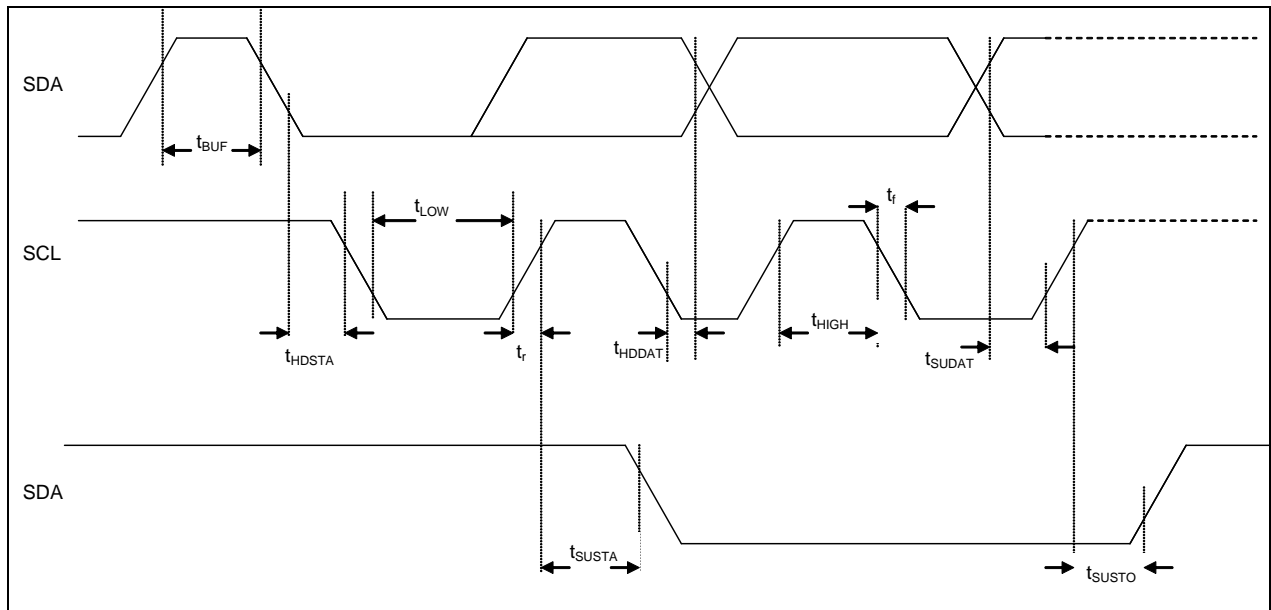 SDA
tBUF
tf
tLOW
SCL
tHIGH
tHDSTA
tr
tHDDAT
tSUDAT
SDA
tSUSTA
tSUSTO